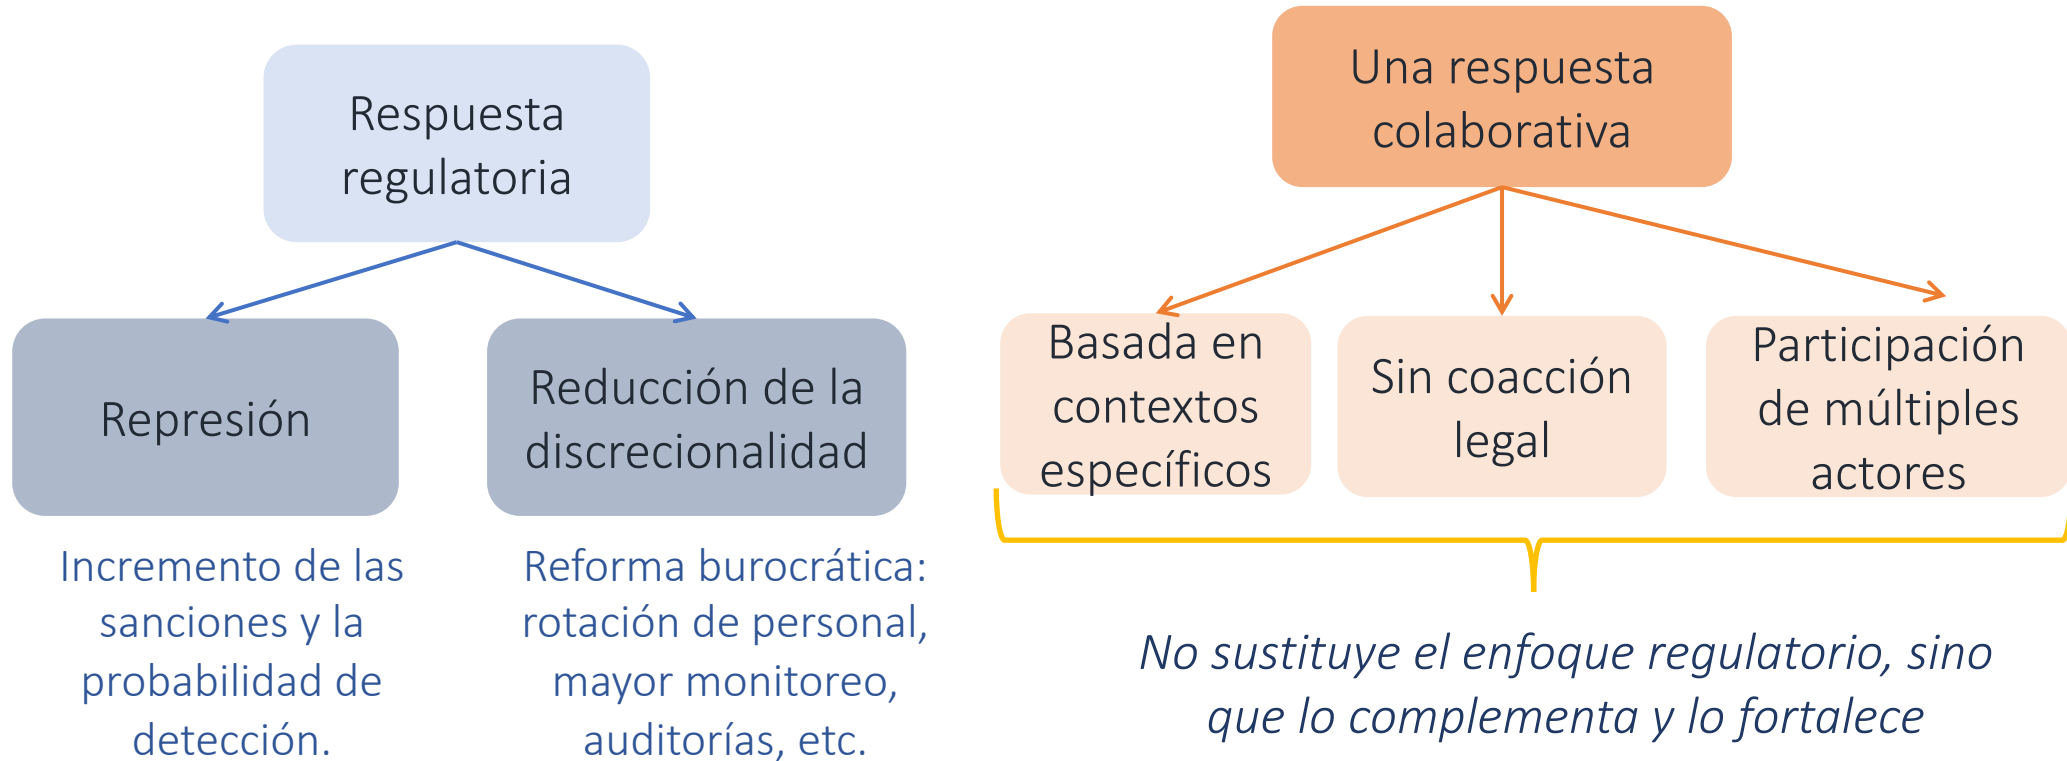 Respuesta
regulatoria
Represión
Incremento de las
sanciones y la
probabilidad de
detección.
Reducción de la
discrecionalidad
Reforma burocrática:
rotación de personal,
mayor monitoreo,
auditorías, etc.
Una respuesta
colaborativa
Basada en
contextos
específicos
Sin coacción
legal
Participación
de múltiples
actores
No sustituye el enfoque regulatorio, sino
que lo complementa y lo fortalece